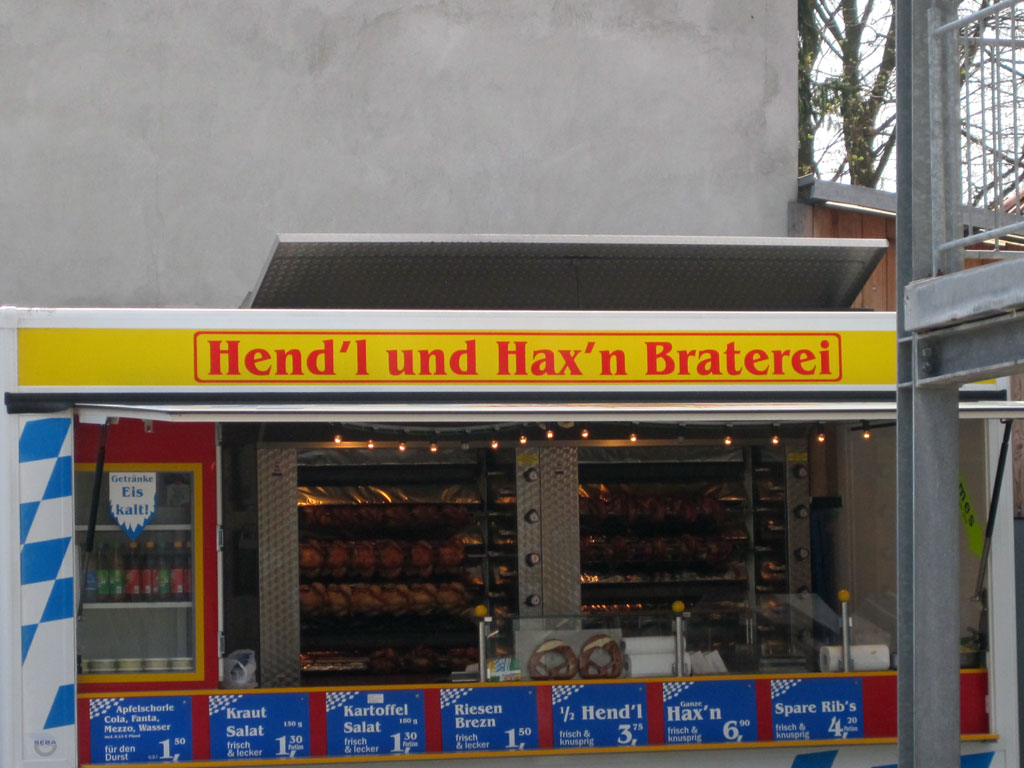 Hend'l und Hax'n Braterei
Getränke
Eis
kalt!
Apfelschorle
Cola, Fanta,
Mezzo, Wasser
für den
Durst
1,50
Kraut 150 g
Salat
frisch
& lecker
1,30
Portion
Kartoffel
Salat 180 g
frisch
& lecker
1,30
Portion
Riesen
Brezn
frisch
& lecker
1,50
½ Hend'l
frisch &
knusprig
3,75
Ganze
Hax'n
frisch &
knusprig
6,90
Spare Rib's
frisch &
knusprig
4,20
Portion
SEBA